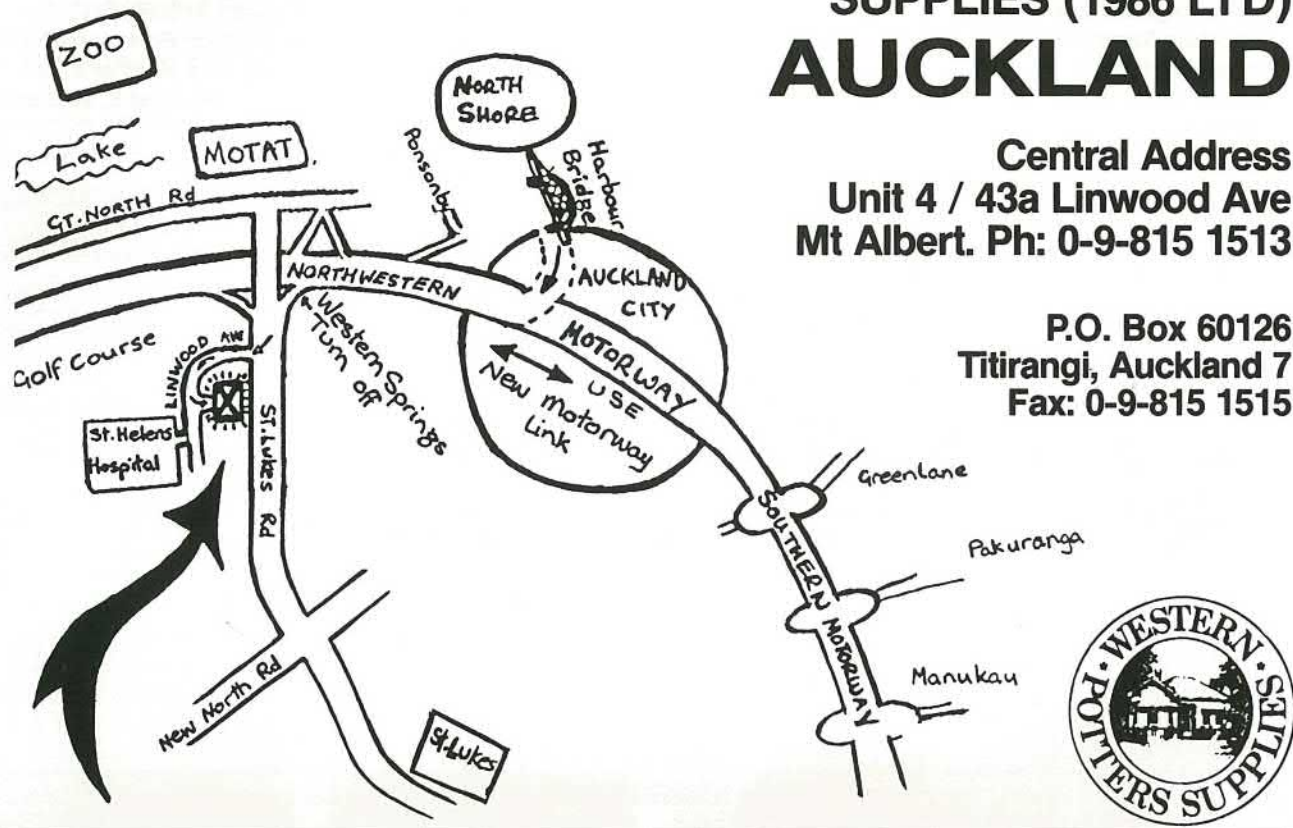 SUPPLIES (1986 LTD)
AUCKLAND
Central Address
Unit 4 / 43a Linwood Ave
Mt Albert. Ph: 0-9-815 1513
P.O. Box 60126
Titirangi, Auckland 7
Fax: 0-9-815 1515
ZOO
Lake
MOTAT
GT. NORTH Rd
Ponsonby
NORTH
SHORE
Harbour
Bridge
AUCKLAND
CITY
NORTHWESTERN
MOTORWAY
Western Springs
Turn off
USE
New Motorway
Link
Golf Course
LINWOOD AVE
St. Helens
Hospital
ST. LUKES Rd
New North Rd
St. Lukes
SOUTHERN MOTORWAY
Greenlane
Pakuranga
Manukau
WESTERN
POTTERS SUPPLIES